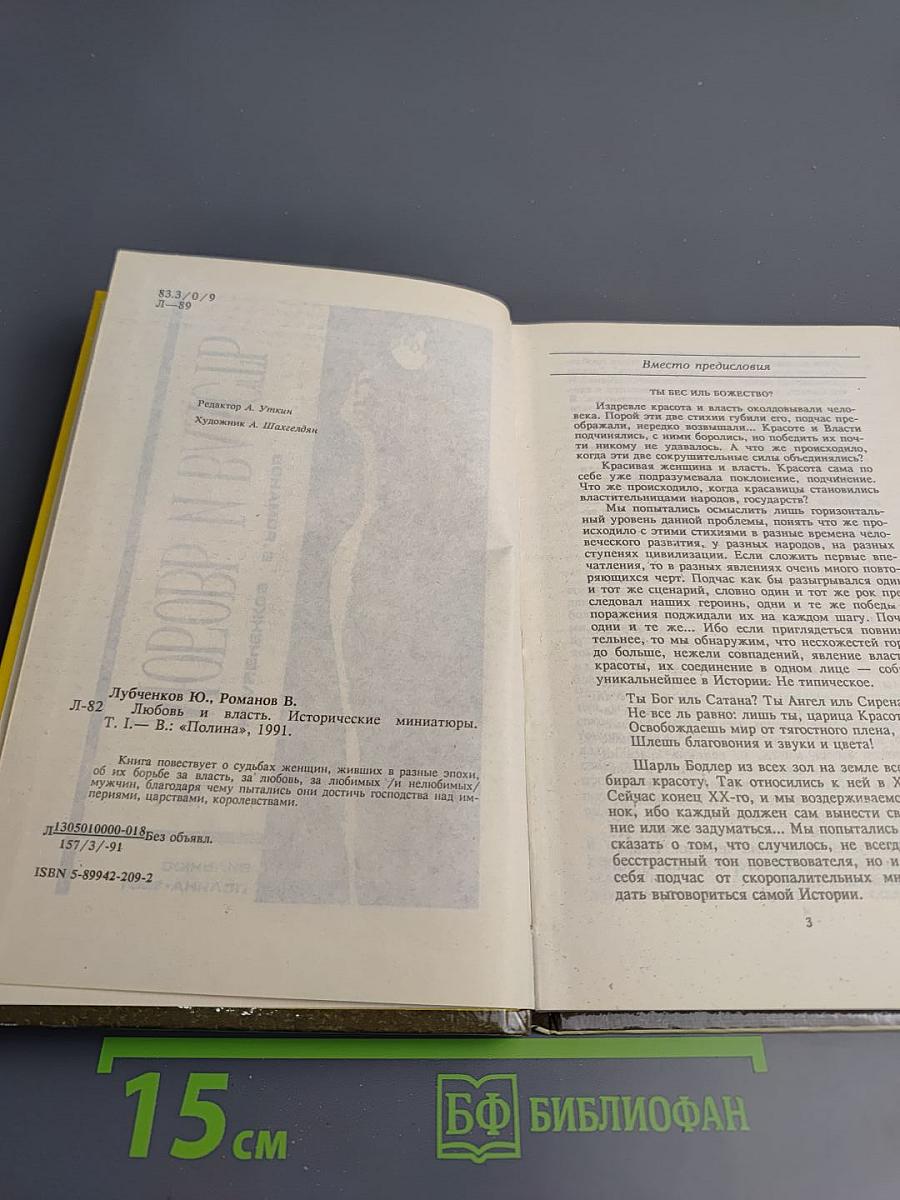 83.3/0/9
Л—89
Редактор А. Уткин
Художник А. Шахгелдян
Лубченков Ю., Романов В.
Л-82 Любовь и власть. Исторические миниатюры.
Т. I.— В.: «Полина», 1991.
Книга повествует о судьбах женщин, живших в разные эпохи,
об их борьбе за власть, за любовь, за любимых /и нелюбимых/
мужчин, благодаря чему пытались они достичь господства над им-
периями, царствами, королевствами.
Л 1305010000-018 Без объявл.
157/3/-91
ISBN 5-89942-209-2
Вместо предисловия
ТЫ БЕС ИЛЬ БОЖЕСТВО?
Издревле красота и власть околдовывали чело-
века. Порой эти две стихии губили его, подчас пре-
ображали, нередко возвышали... Красоте и Власти
подчинялись, с ними боролись, но победить их поч-
ти никому не удавалось. А что же происходило,
когда эти две сокрушительные силы объединялись?
Красивая женщина и власть. Красота сама по
себе уже подразумевала поклонение, подчинение.
Что же происходило, когда красавицы становились
властительницами народов, государств?
Мы попытались осмыслить лишь горизонталь-
ный уровень данной проблемы, понять что же про-
исходило с этими стихиями в разные времена чело-
веческого развития, у разных народов, на разных
ступенях цивилизации. Если сложить первые впе-
чатления, то в разных явлениях очень много повто-
ряющихся черт. Подчас как бы разыгрывался один
и тот же сценарий, словно один и тот же рок пре
следовал наших героинь, одни и те же победы
поражения поджидали их на каждом шагу. Поч
одни и те же... Ибо если приглядеться повни
тельнее, то мы обнаружим, что несхожестей гор
до больше, нежели совпадений, явление власт
красоты, их соединение в одном лице — соб
уникальнейшее в Истории. Не типическое.
Ты Бог иль Сатана? Ты Ангел иль Сирена
Не все ль равно: лишь ты, царица Красот
Освобождаешь мир от тягостного плена,
Шлешь благовония и звуки и цвета!
Шарль Бодлер из всех зол на земле все
бирал красоту. Так относились к ней в X
Сейчас конец XX-го, и мы воздерживаемс
нок, ибо каждый должен сам вынести св
ние или же задуматься... Мы попытались
сказать о том, что случилось, не всегд
бесстрастный тон повествователя, но и
себя подчас от скоропалительных мн
дать выговориться самой Истории.
3
15 см
БФ БИБЛИОФАН